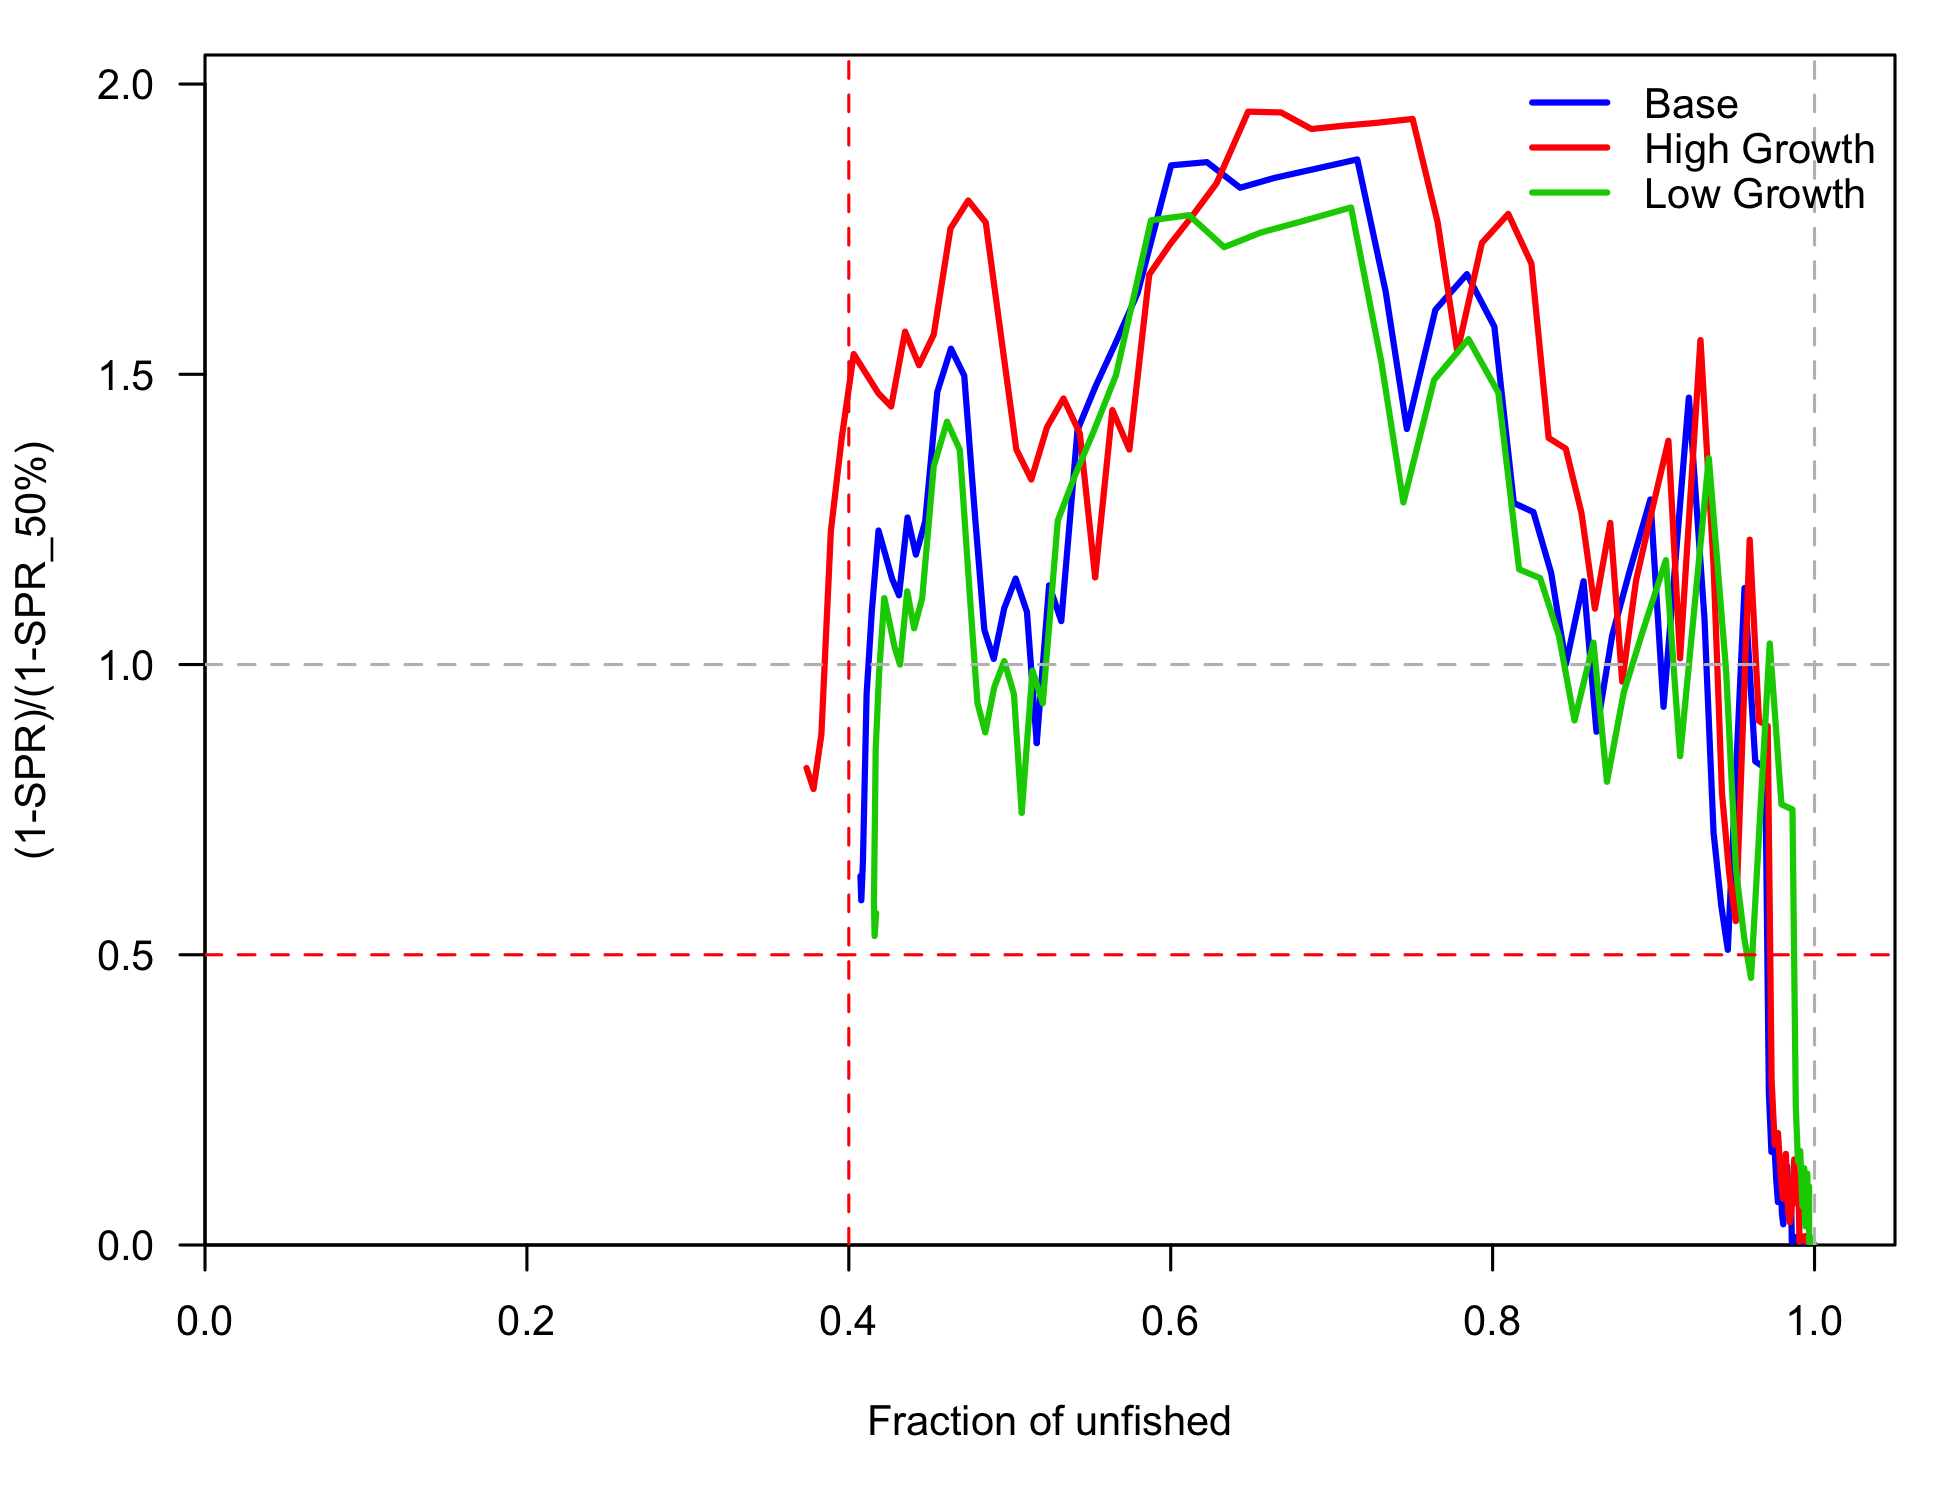 2.0
1.5
1.0
0.5
0.0
(1-SPR)/(1-SPR_50%)
Base
High Growth
Low Growth
0.0 0.2 0.4 0.6 0.8 1.0
Fraction of unfished